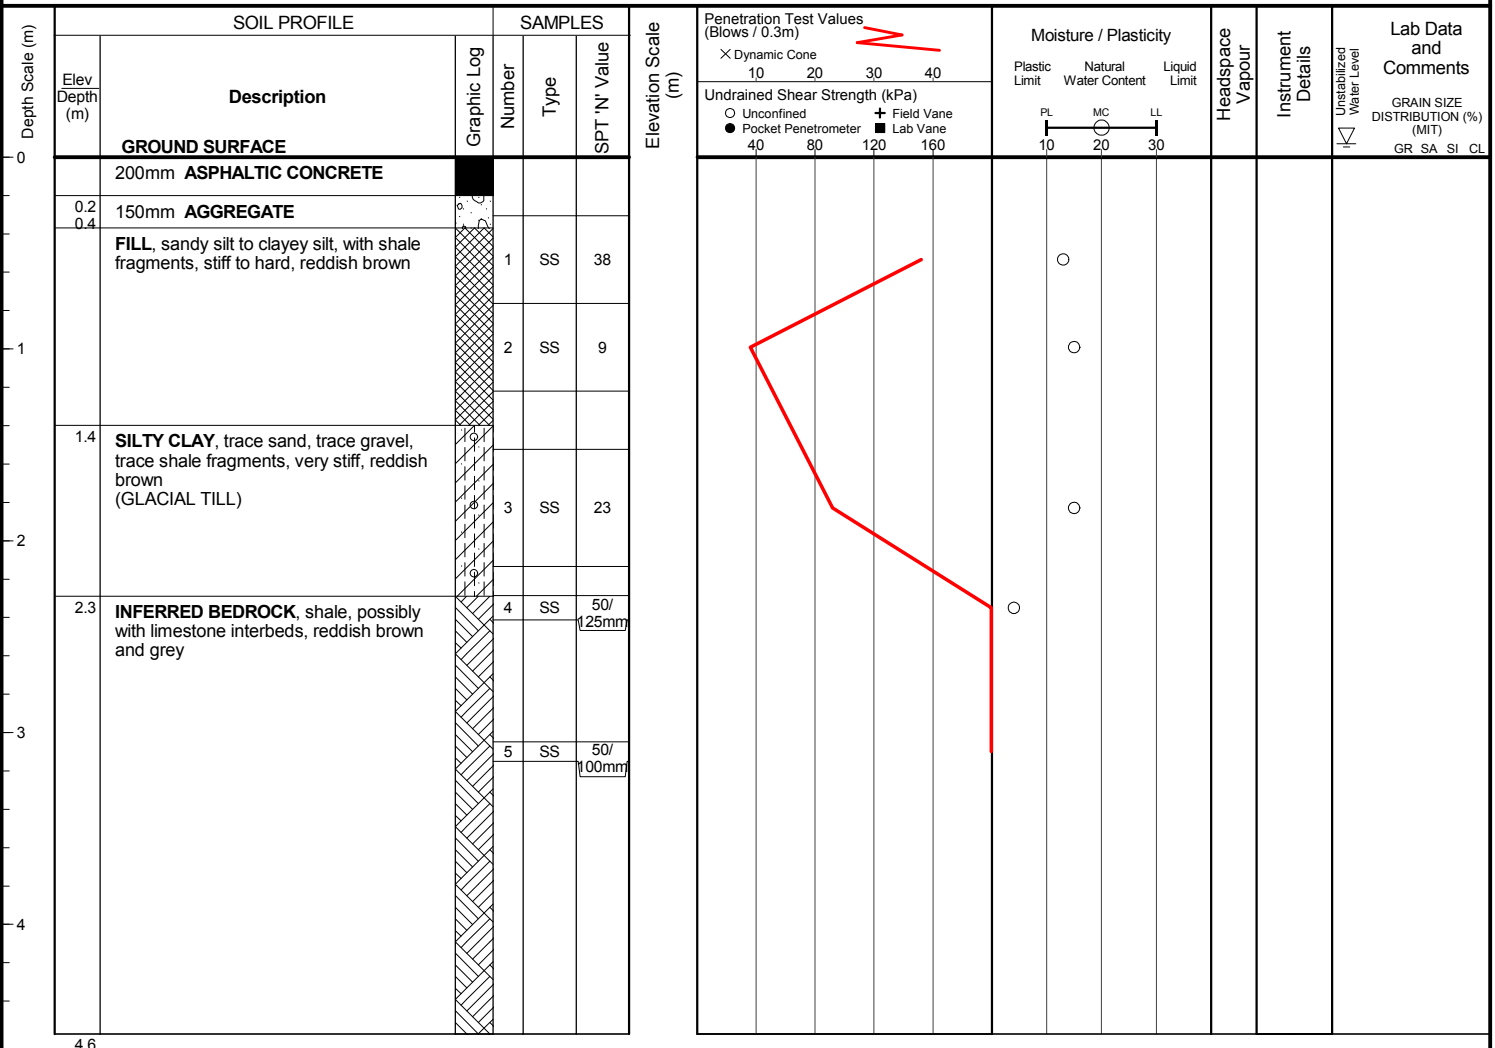 SOIL PROFILE
SAMPLES
Depth Scale (m)
Elev
Depth
(m)
Description
GROUND SURFACE
Graphic Log
Number
Type
SPT 'N' Value
Elevation Scale
(m)
Penetration Test Values
(Blows / 0.3m)
Dynamic Cone
10 20 30 40
Undrained Shear Strength (kPa)
Unconfined
Field Vane
Pocket Penetrometer
Lab Vane
40 80 120 160
Moisture / Plasticity
Plastic
Limit
Natural
Water Content
Liquid
Limit
PL MC LL
10 20 30
Headspace
Vapour
Instrument
Details
Unstabilized
Water Level
Lab Data
and
Comments
GRAIN SIZE
DISTRIBUTION (%)
(MIT)
GR SA SI CL
0
200mm ASPHALTIC CONCRETE
0.2
150mm AGGREGATE
0.4
FILL, sandy silt to clayey silt, with shale
fragments, stiff to hard, reddish brown
1 SS 38
1
2 SS 9
1.4
SILTY CLAY, trace sand, trace gravel,
trace shale fragments, very stiff, reddish
brown
(GLACIAL TILL)
3 SS 23
2
2.3
INFERRED BEDROCK, shale, possibly
with limestone interbeds, reddish brown
and grey
4 SS 50/
125mm
3
5 SS 50/
100mm
4
4.6